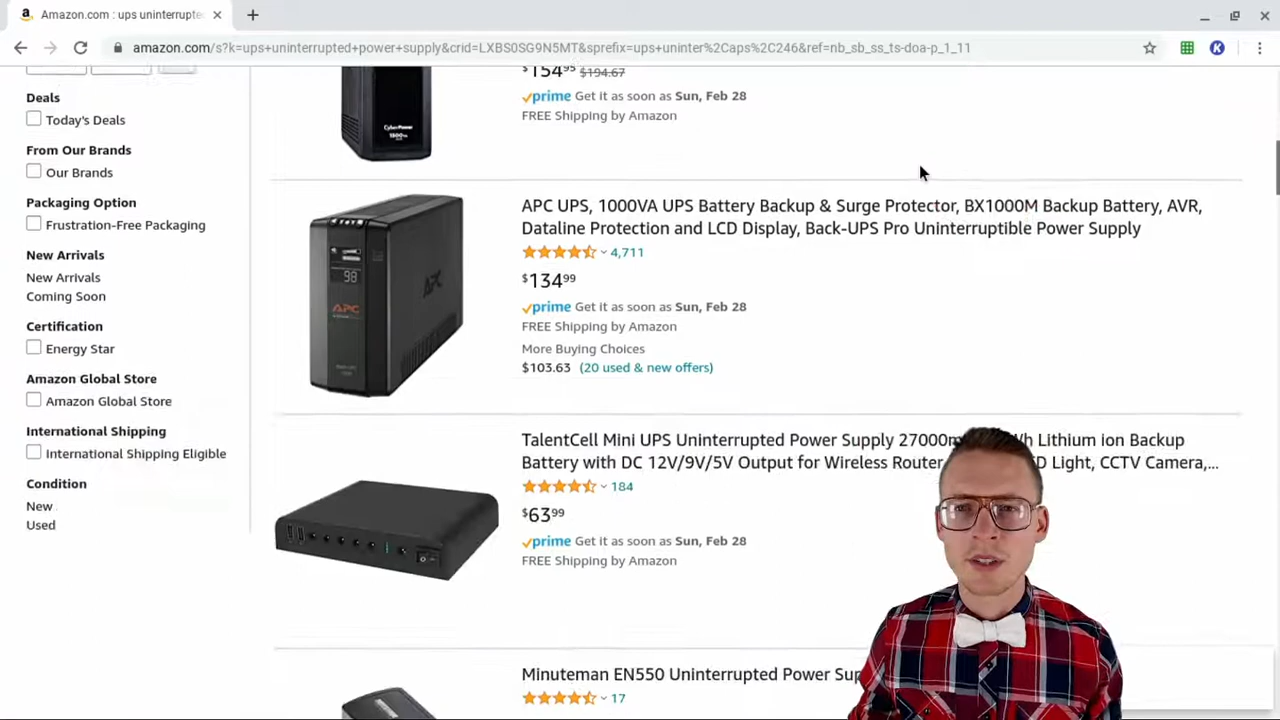 Amazon.com : ups uninterrupte
amazon.com/s?k=ups+uninterrupted+power+supply&crid=LXBS0SG9N5MT&sprefix=ups+uninter%2Caps%2C246&ref=nb_sb_ss_ts-doa-p_1_11
Deals
Today's Deals
From Our Brands
Our Brands
Packaging Option
Frustration-Free Packaging
New Arrivals
New Arrivals
Coming Soon
Certification
Energy Star
Amazon Global Store
Amazon Global Store
International Shipping
International Shipping Eligible
Condition
New
Used
$154.95 $194.67
prime Get it as soon as Sun, Feb 28
FREE Shipping by Amazon
CyberPower
APC UPS, 1000VA UPS Battery Backup & Surge Protector, BX1000M Backup Battery, AVR,
Dataline Protection and LCD Display, Back-UPS Pro Uninterruptible Power Supply
4,711
$134.99
prime Get it as soon as Sun, Feb 28
FREE Shipping by Amazon
More Buying Choices
$103.63 (20 used & new offers)
98
APC
APC
TalentCell Mini UPS Uninterrupted Power Supply 27000m Lithium ion Backup
Battery with DC 12V/9V/5V Output for Wireless Router Light, CCTV Camera,...
184
$63.99
prime Get it as soon as Sun, Feb 28
FREE Shipping by Amazon
Minuteman EN550 Uninterrupted Power
17